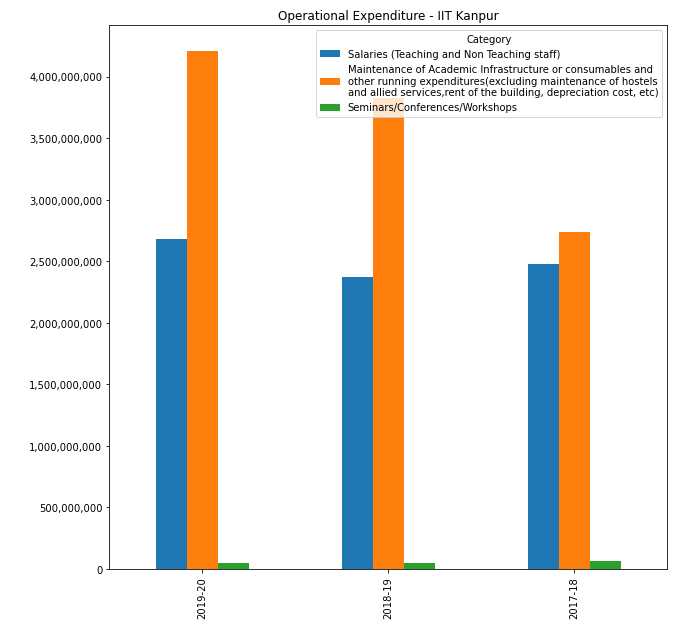 Operational Expenditure - IIT Kanpur
Category
Salaries (Teaching and Non Teaching staff)
Maintenance of Academic Infrastructure or consumables and
other running expenditures(excluding maintenance of hostels
and allied services,rent of the building, depreciation cost, etc)
Seminars/Conferences/Workshops
4,000,000,000
3,500,000,000
3,000,000,000
2,500,000,000
2,000,000,000
1,500,000,000
1,000,000,000
500,000,000
0
2019-20
2018-19
2017-18